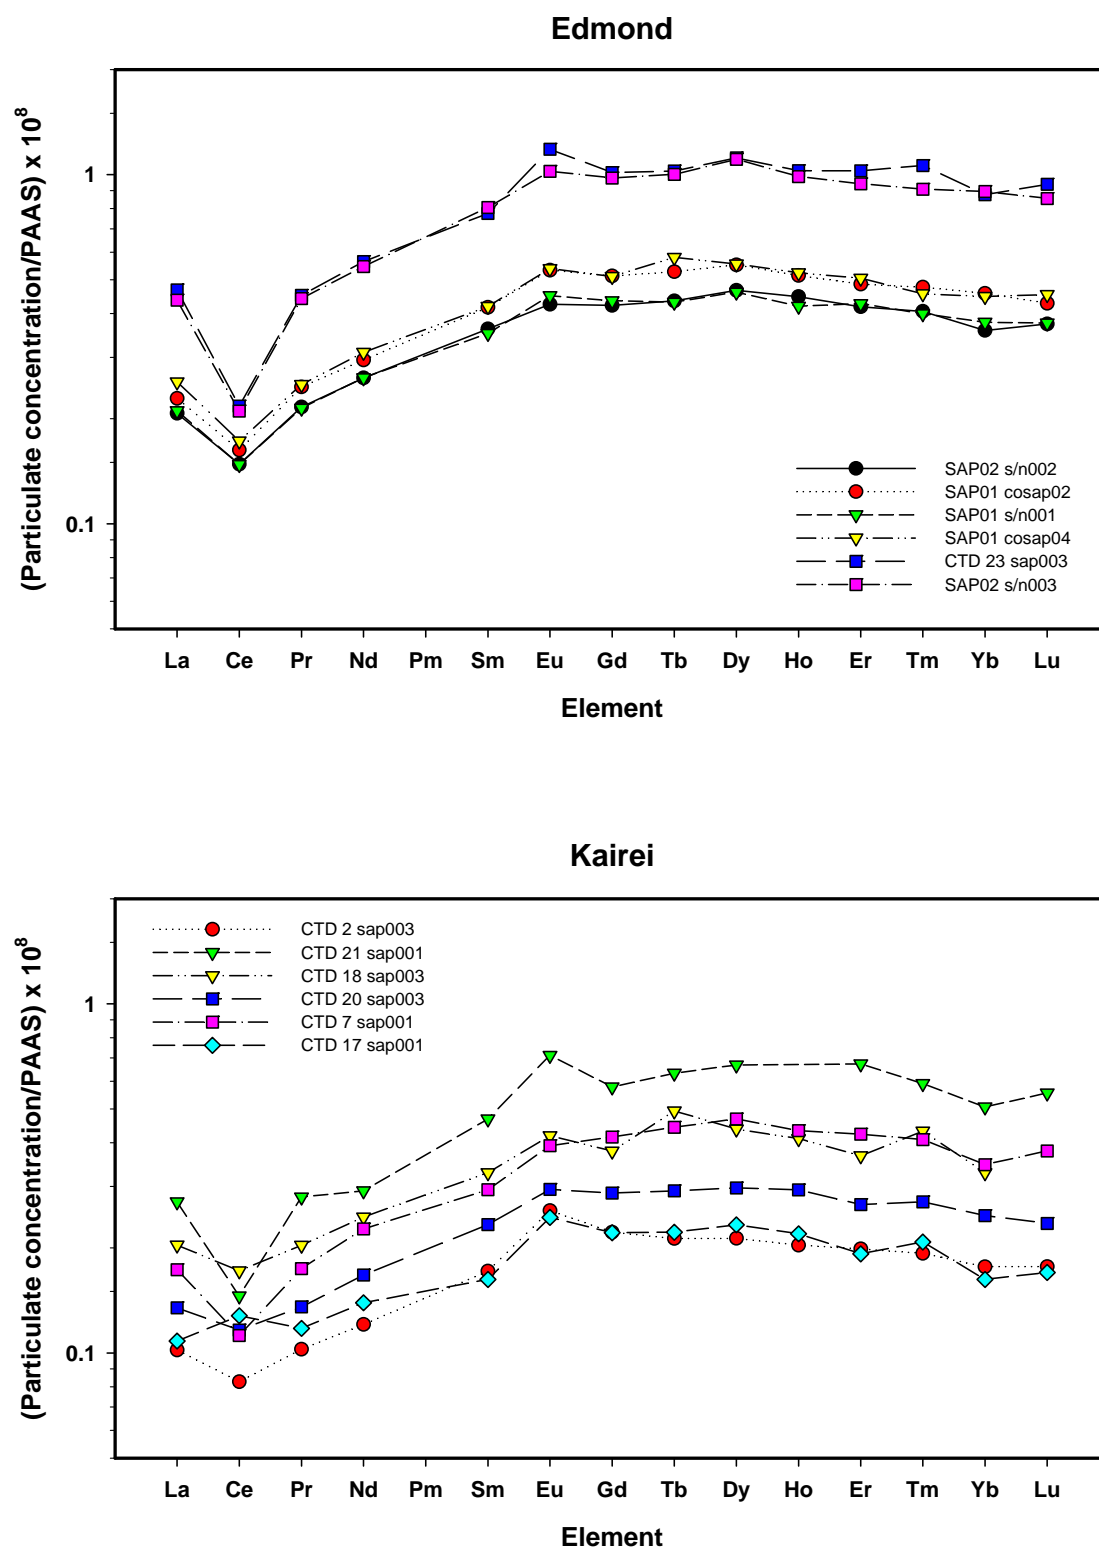 Edmond
(Particulate concentration/PAAS) x 10⁸
1
0.1
SAP02 s/n002
SAP01 cosap02
SAP01 s/n001
SAP01 cosap04
CTD 23 sap003
SAP02 s/n003
La Ce Pr Nd Pm Sm Eu Gd Tb Dy Ho Er Tm Yb Lu
Element
Kairei
(Particulate concentration/PAAS) x 10⁸
1
0.1
CTD 2 sap003
CTD 21 sap001
CTD 18 sap003
CTD 20 sap003
CTD 7 sap001
CTD 17 sap001
La Ce Pr Nd Pm Sm Eu Gd Tb Dy Ho Er Tm Yb Lu
Element